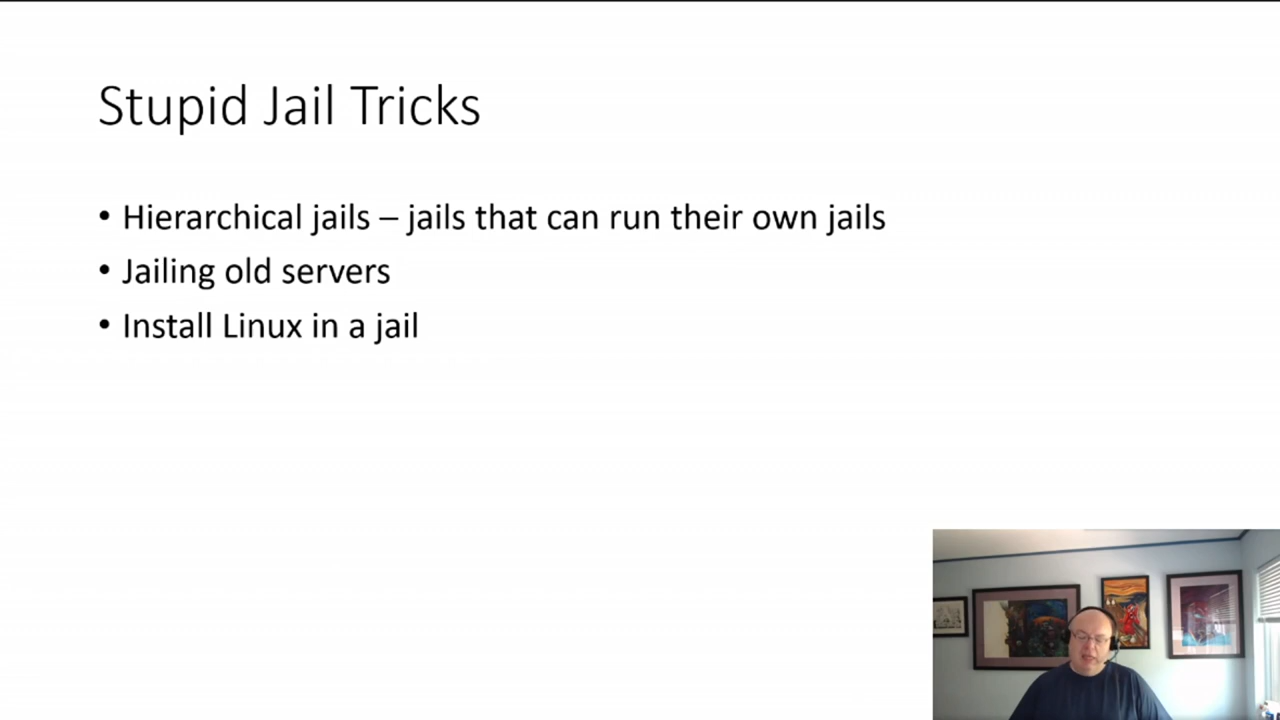 Stupid Jail Tricks
• Hierarchical jails – jails that can run their own jails
• Jailing old servers
• Install Linux in a jail